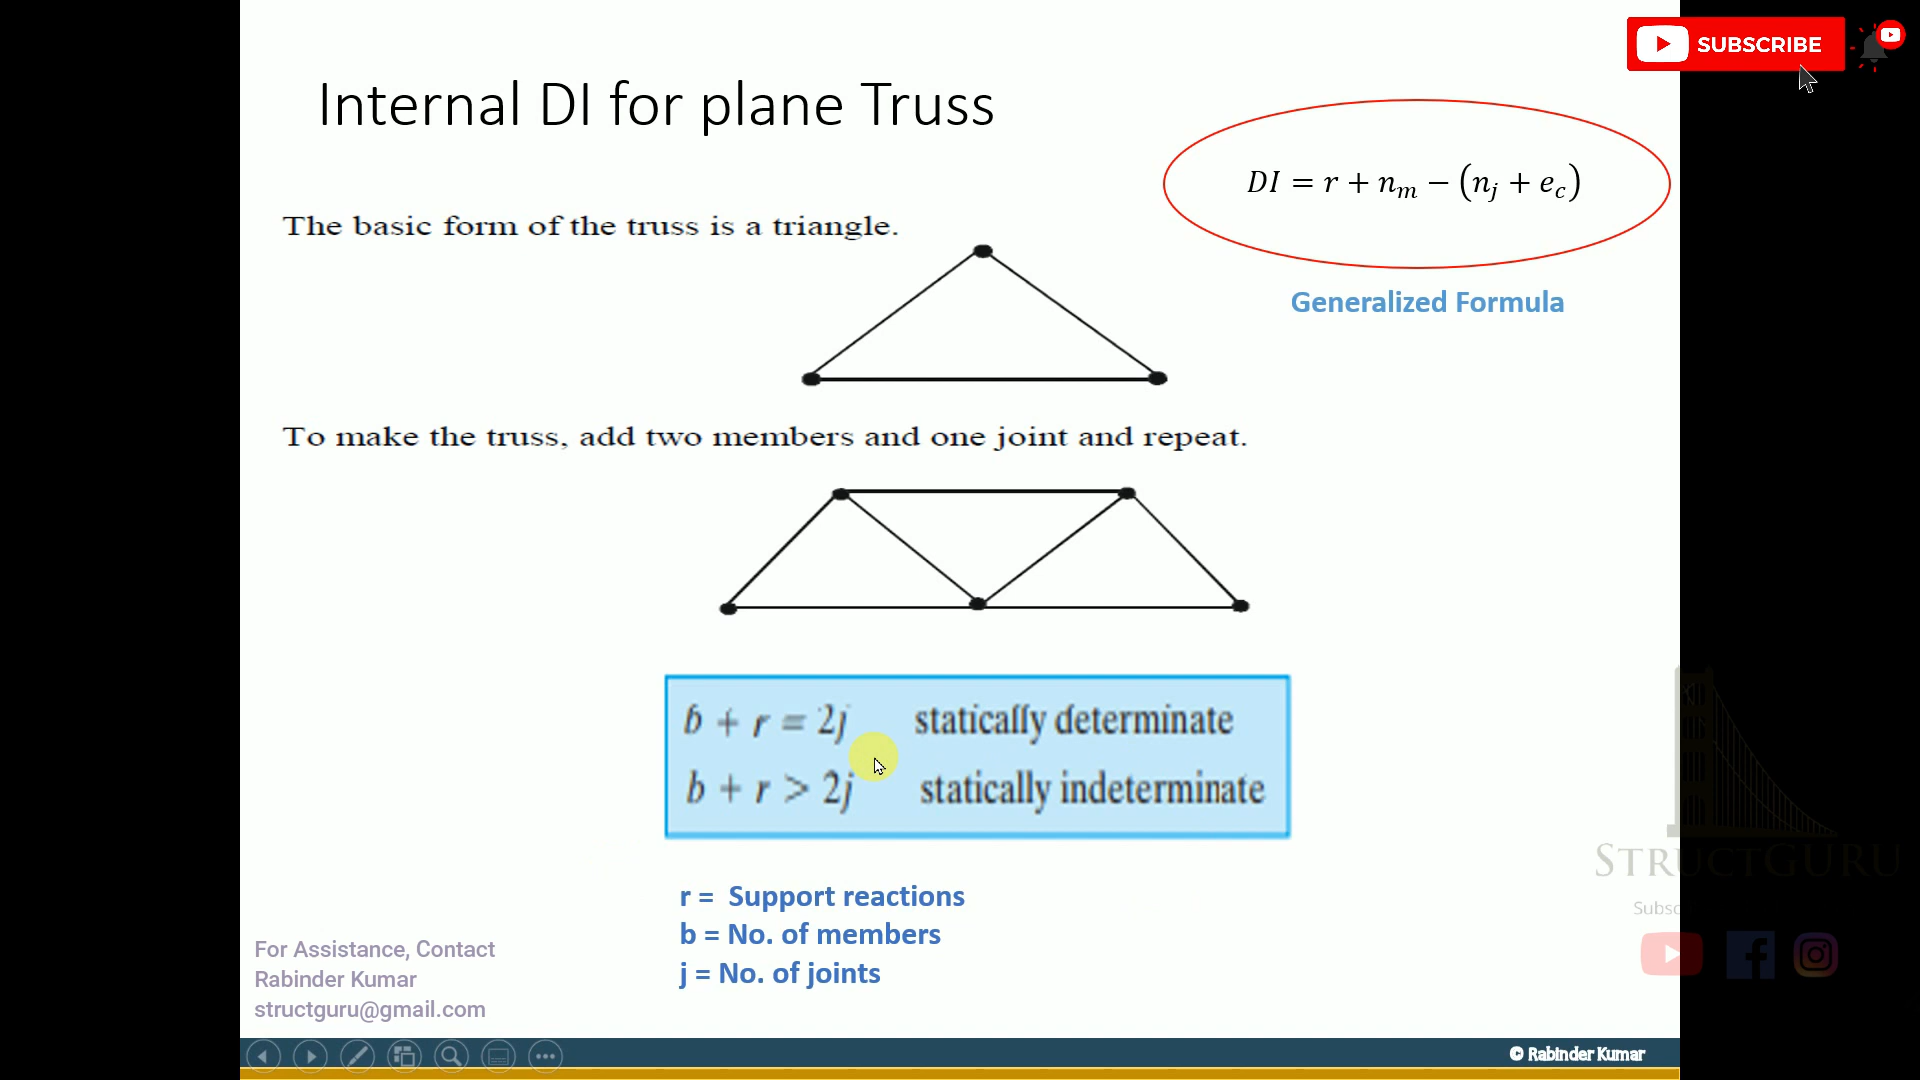 SUBSCRIBE
Internal DI for plane Truss
DI = r + n_m − (n_j + e_c)
The basic form of the truss is a triangle.
Generalized Formula
To make the truss, add two members and one joint and repeat.
b + r = 2j statically determinate
b + r > 2j statically indeterminate
STRUCTGURU
r = Support reactions
b = No. of members
j = No. of joints
For Assistance, Contact
Rabinder Kumar
structguru@gmail.com
© Rabinder Kumar